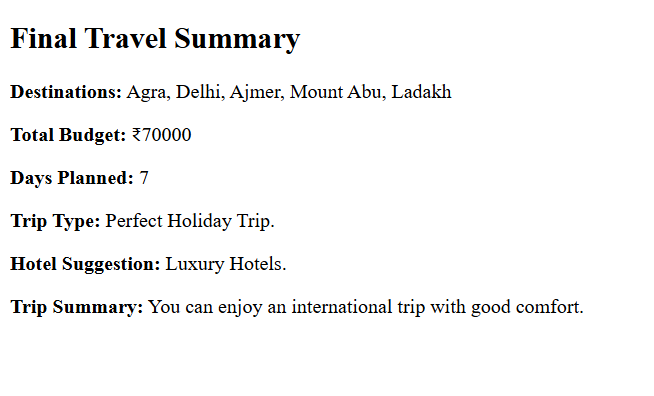 Final Travel Summary
Destinations: Agra, Delhi, Ajmer, Mount Abu, Ladakh
Total Budget: ₹70000
Days Planned: 7
Trip Type: Perfect Holiday Trip.
Hotel Suggestion: Luxury Hotels.
Trip Summary: You can enjoy an international trip with good comfort.